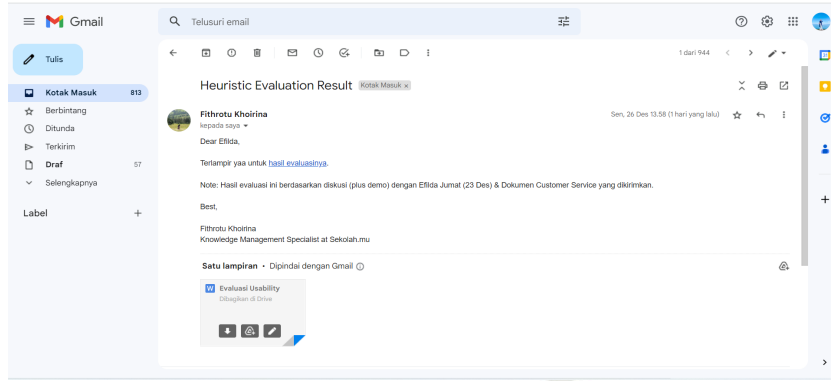 Gmail
Telusuri email
Tulis
1 dari 944
Kotak Masuk 813
Berbintang
Ditunda
Terkirim
Draf 57
Selengkapnya
Label
Heuristic Evaluation Result Kotak Masuk x
Fithrotu Khoirina
Sen, 26 Des 13.58 (1 hari yang lalu)
kepada saya
Dear Efilda,
Terlampir yaa untuk hasil evaluasinya.
Note: Hasil evaluasi ini berdasarkan diskusi (plus demo) dengan Efilda Jumat (23 Des) & Dokumen Customer Service yang dikirimkan.
Best,
Fithrotu Khoirina
Knowledge Management Specialist at Sekolah.mu
Satu lampiran • Dipindai dengan Gmail
W Evaluasi Usability
Dibagikan di Drive